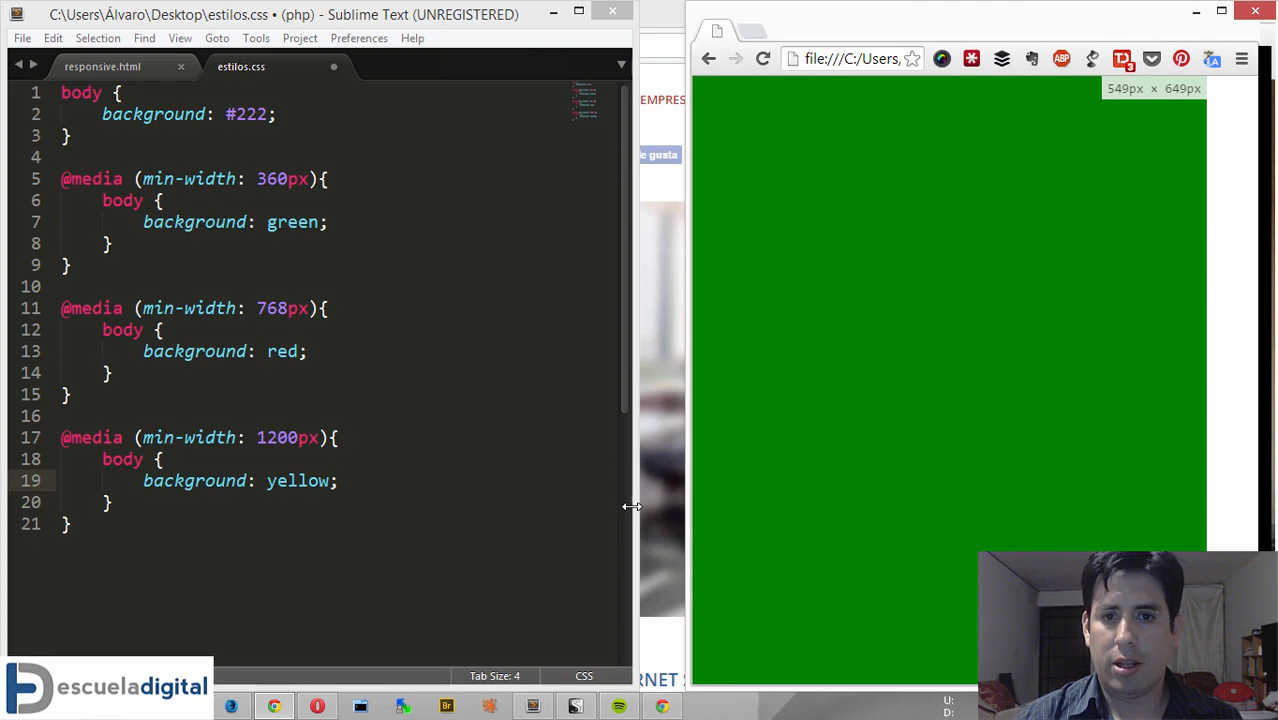 C:\Users\Álvaro\Desktop\estilos.css • (php) - Sublime Text (UNREGISTERED)
File Edit Selection Find View Goto Tools Project Preferences Help
responsive.html × estilos.css
1 body {
2 background: #222;
3 }
4
5 @media (min-width: 360px){
6 body {
7 background: green;
8 }
9 }
10
11 @media (min-width: 768px){
12 body {
13 background: red;
14 }
15 }
16
17 @media (min-width: 1200px){
18 body {
19 background: yellow;
20 }
21 }
Tab Size: 4 CSS
escueladigital
Br
file:///C:/Users,
ABP
TD 3
549px × 649px
EMPRES
e gusta
RNET S
U:
D: